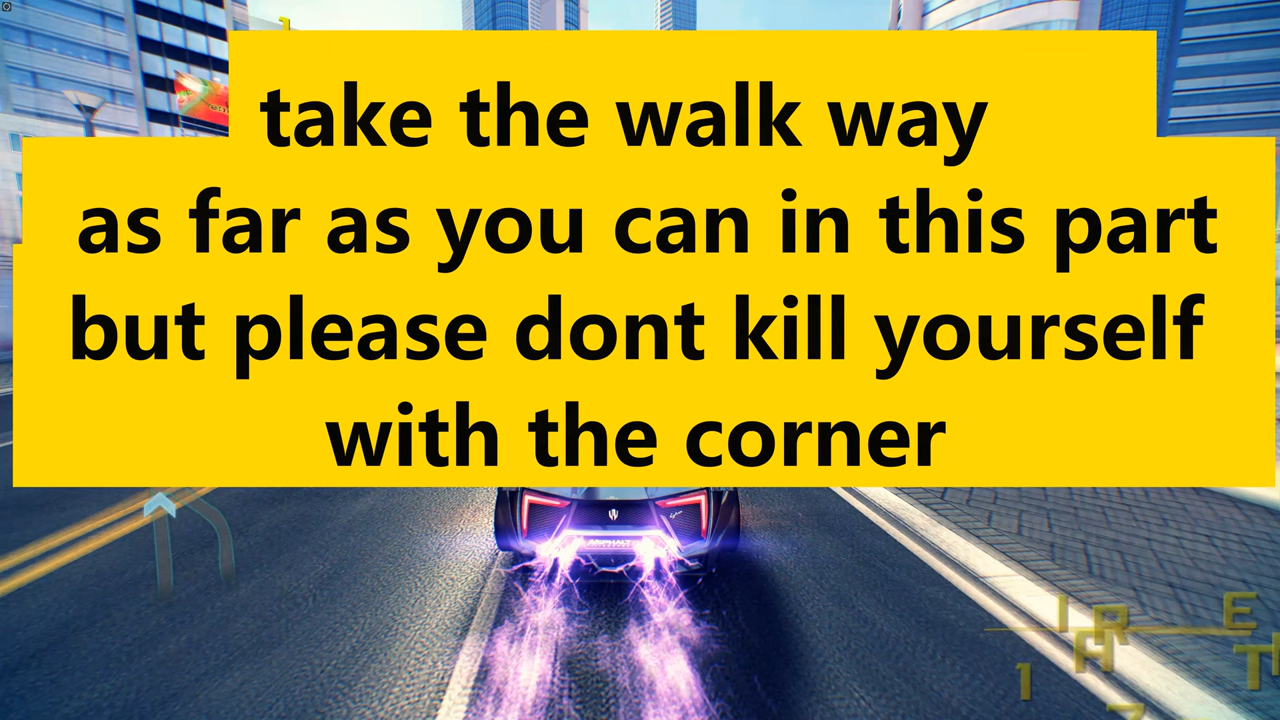 take the walk way
as far as you can in this part
but please dont kill yourself
with the corner
ASPHALT